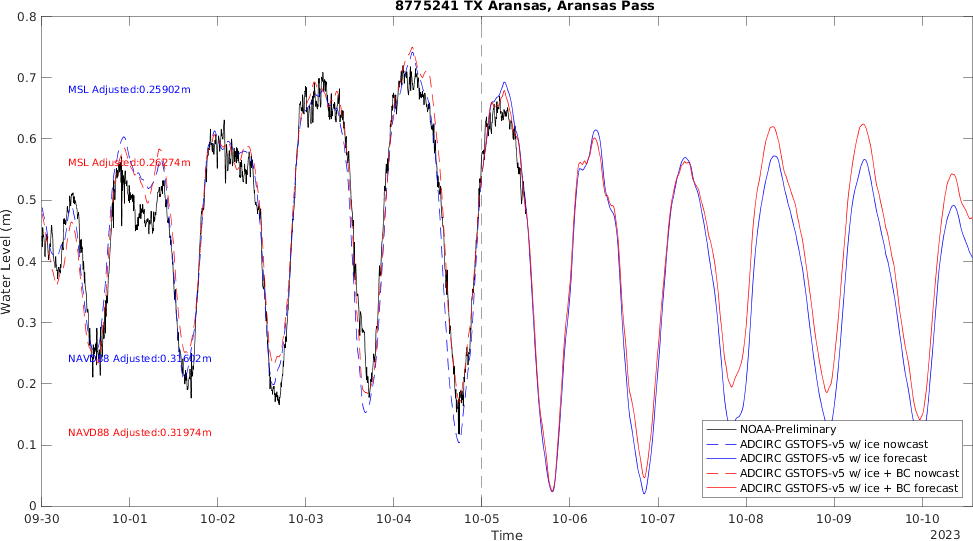 8775241 TX Aransas, Aransas Pass
0.8
0.7
0.6
0.5
0.4
0.3
0.2
0.1
0
Water Level (m)
MSL Adjusted:0.25902m
MSL Adjusted:0.26274m
NAVD88 Adjusted:0.31602m
NAVD88 Adjusted:0.31974m
NOAA-Preliminary
ADCIRC GSTOFS-v5 w/ ice nowcast
ADCIRC GSTOFS-v5 w/ ice forecast
ADCIRC GSTOFS-v5 w/ ice + BC nowcast
ADCIRC GSTOFS-v5 w/ ice + BC forecast
09-30 10-01 10-02 10-03 10-04 10-05 10-06 10-07 10-08 10-09 10-10
Time
2023